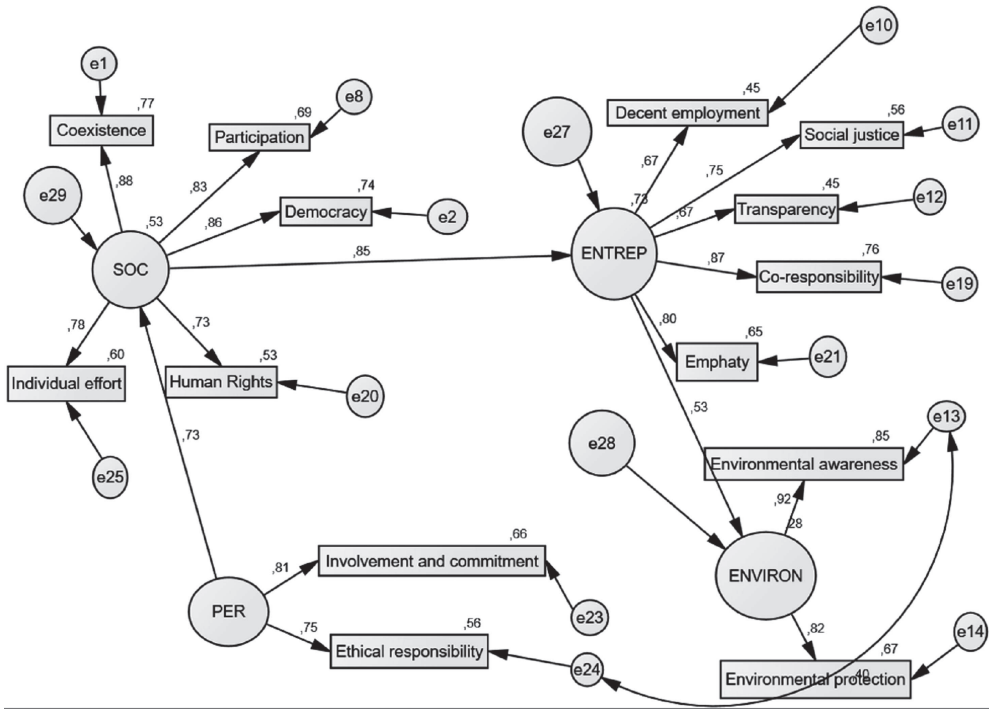 e10
e1
,77
Coexistence
e8
,69
Participation
,45
Decent employment
,56
Social justice
e11
e27
,67
,75
,88
,83
e29
,53
,86
,74
Democracy
e2
,73
,67
,45
Transparency
e12
SOC
,85
ENTREP
,87
,76
Co-responsibility
e19
,78
,73
,80
,65
Emphaty
e21
,60
Individual effort
,53
Human Rights
e20
,53
e13
,73
e25
e28
,85
Environmental awareness
,92
,28
ENVIRON
,66
Involvement and commitment
,81
PER
e23
,75
,56
Ethical responsibility
e24
,82
,67
e14
Environmental protection
,40